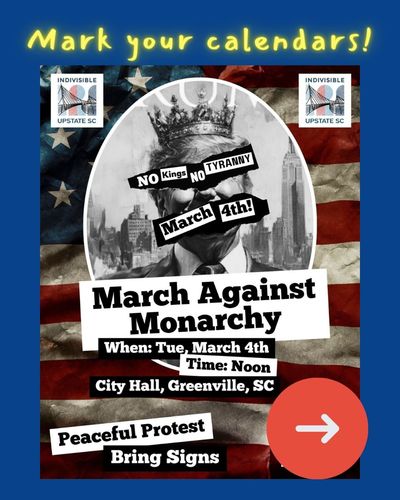 Mark your calendars!
INDIVISIBLE
UPSTATE SC
INDIVISIBLE
UPSTATE SC
NO Kings NO TYRANNY
March 4th!
March Against
Monarchy
When: Tue, March 4th
Time: Noon
City Hall, Greenville, SC
Peaceful Protest
Bring Signs